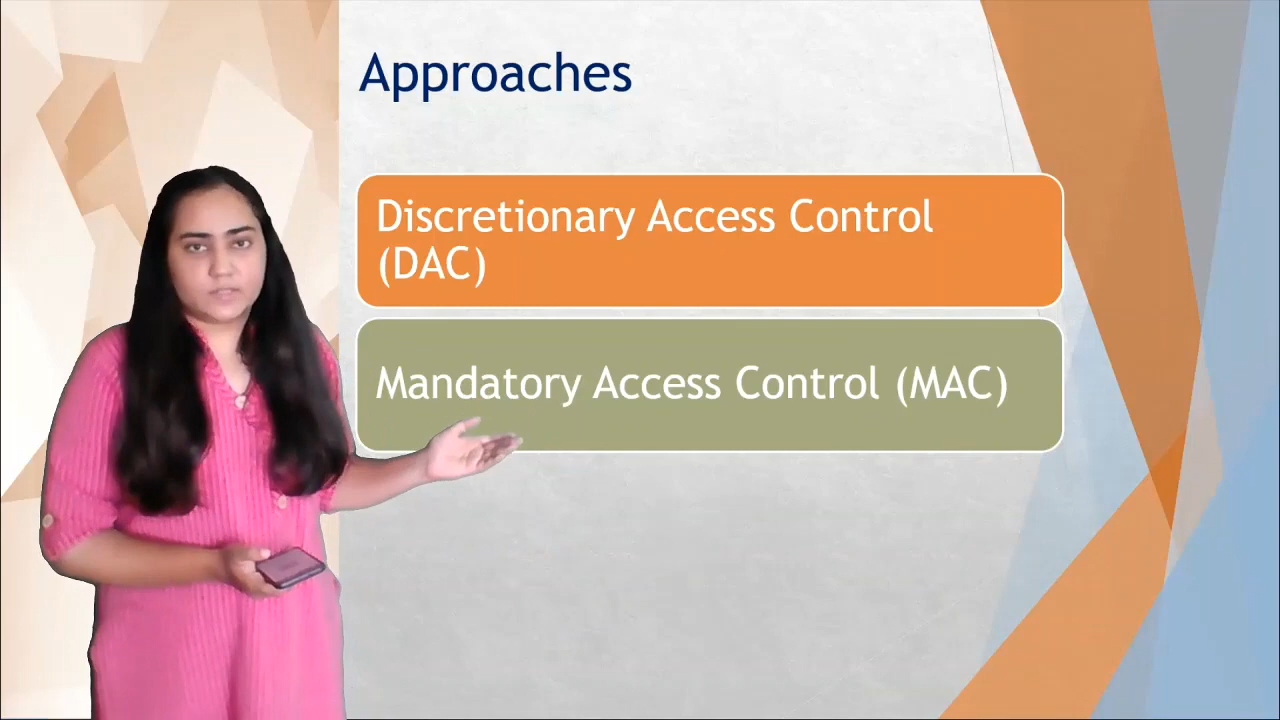 Approaches
Discretionary Access Control
(DAC)
Mandatory Access Control (MAC)